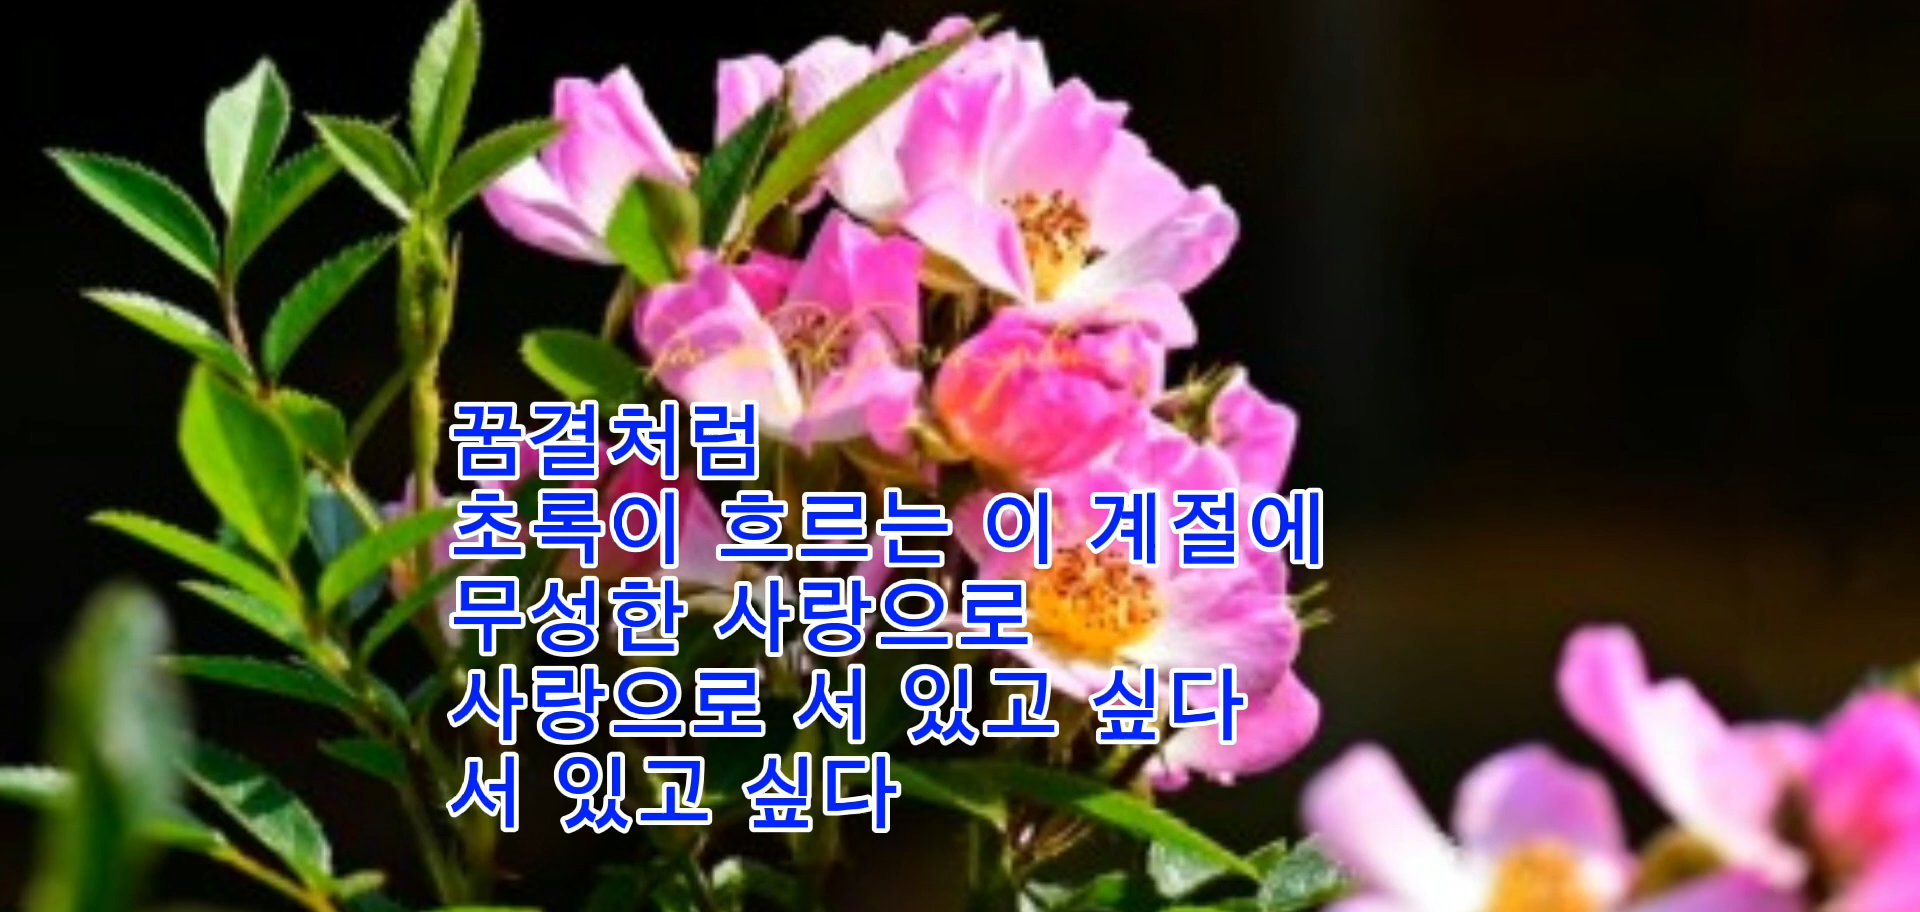 꿈결처럼
초록이 흐르는 이 계절에
무성한 사랑으로
사랑으로 서 있고 싶다
서 있고 싶다